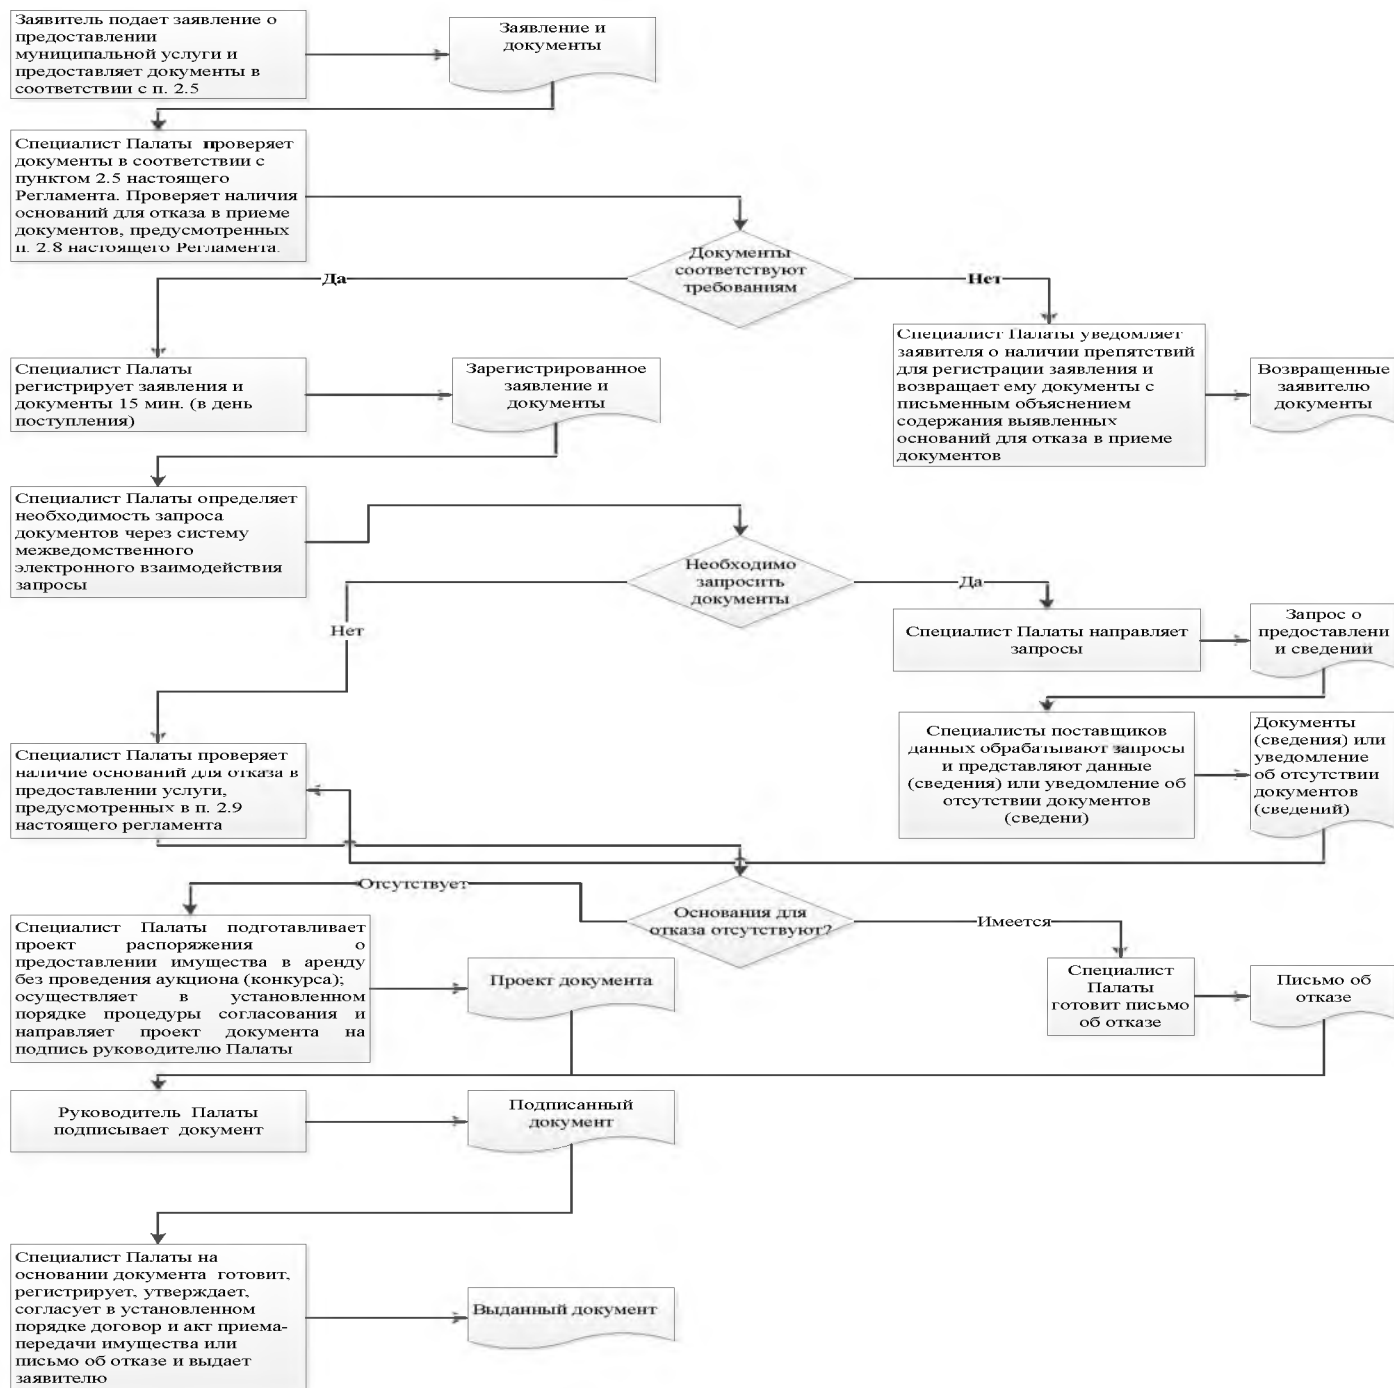 Заявитель подает заявление о
предоставлении
муниципальной услуги и
предоставляет документы в
соответствии с п. 2.5
Заявление и
документы
Специалист Палаты проверяет
документы в соответствии с
пунктом 2.5 настоящего
Регламента. Проверяет наличия
оснований для отказа в приеме
документов, предусмотренных
п. 2.8 настоящего Регламента.
Документы
соответствуют
требованиям
Да
Нет
Специалист Палаты
регистрирует заявления и
документы 15 мин. (в день
поступления)
Зарегистрированное
заявление и
документы
Специалист Палаты уведомляет
заявителя о наличии препятствий
для регистрации заявления и
возвращает ему документы с
письменным объяснением
содержания выявленных
оснований для отказа в приеме
документов
Возвращенные
заявителю
документы
Специалист Палаты определяет
необходимость запроса
документов через систему
межведомственного
электронного взаимодействия
запросы
Необходимо
запросить
документы
Да
Нет
Специалист Палаты направляет
запросы
Запрос о
предоставлени
и сведений
Специалисты поставщиков
данных обрабатывают запросы
и представляют данные
(сведения) или уведомление об
отсутствии документов
(сведени)
Документы
(сведения) или
уведомление
об отсутствии
документов
(сведений)
Специалист Палаты проверяет
наличие оснований для отказа в
предоставлении услуги,
предусмотренных в п. 2.9
настоящего регламента
Отсутствует
Основания для
отказа отсутствуют?
Имеется
Специалист Палаты подготавливает
проект распоряжения о
предоставлении имущества в аренду
без проведения аукциона (конкурса);
осуществляет в установленном
порядке процедуры согласования и
направляет проект документа на
подпись руководителю Палаты
Проект документа
Специалист
Палаты
готовит письмо
об отказе
Письмо об
отказе
Руководитель Палаты
подписывает документ
Подписанный
документ
Специалист Палаты на
основании документа готовит,
регистрирует, утверждает,
согласует в установленном
порядке договор и акт приема-
передачи имущества или
письмо об отказе и выдает
заявителю
Выданный документ